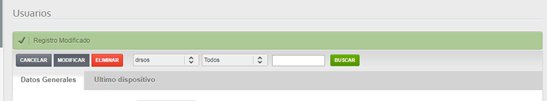 Usuarios
Registro Modificado
CANCELAR MODIFICAR ELIMINAR drsos Todos BUSCAR
Datos Generales Ultimo dispositivo